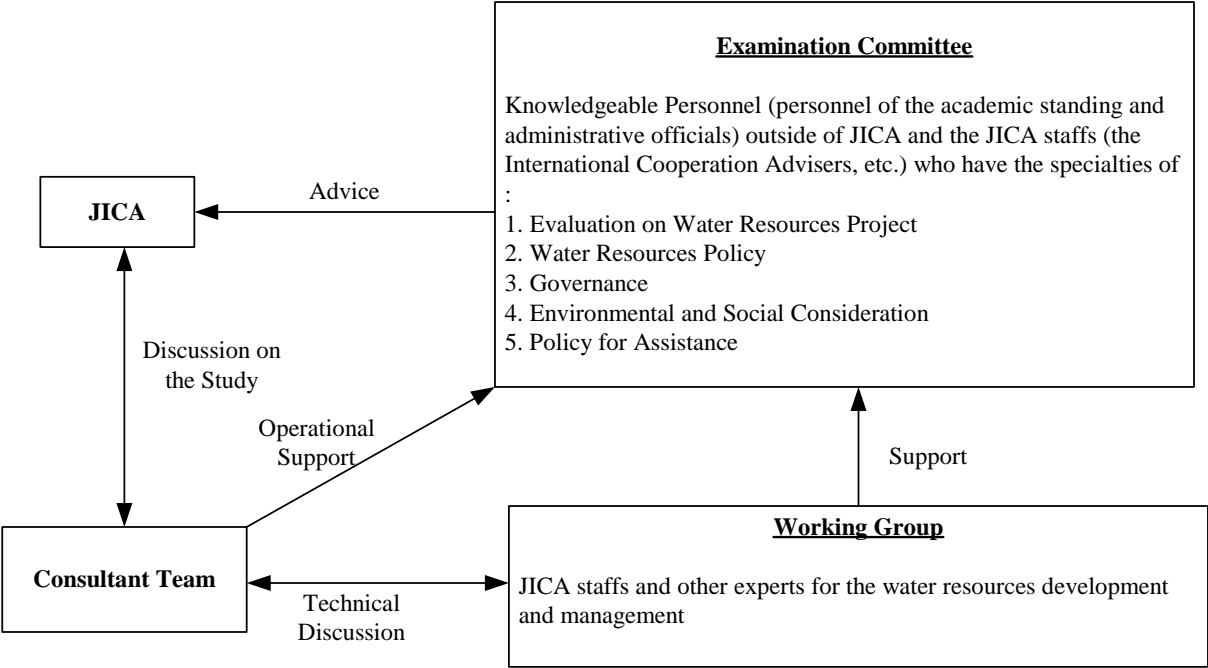 Examination Committee
Knowledgeable Personnel (personnel of the academic standing and
administrative officials) outside of JICA and the JICA staffs (the
International Cooperation Advisers, etc.) who have the specialties of
:
1. Evaluation on Water Resources Project
2. Water Resources Policy
3. Governance
4. Environmental and Social Consideration
5. Policy for Assistance
JICA
Advice
Discussion on
the Study
Operational
Support
Support
Consultant Team
Technical
Discussion
Working Group
JICA staffs and other experts for the water resources development
and management